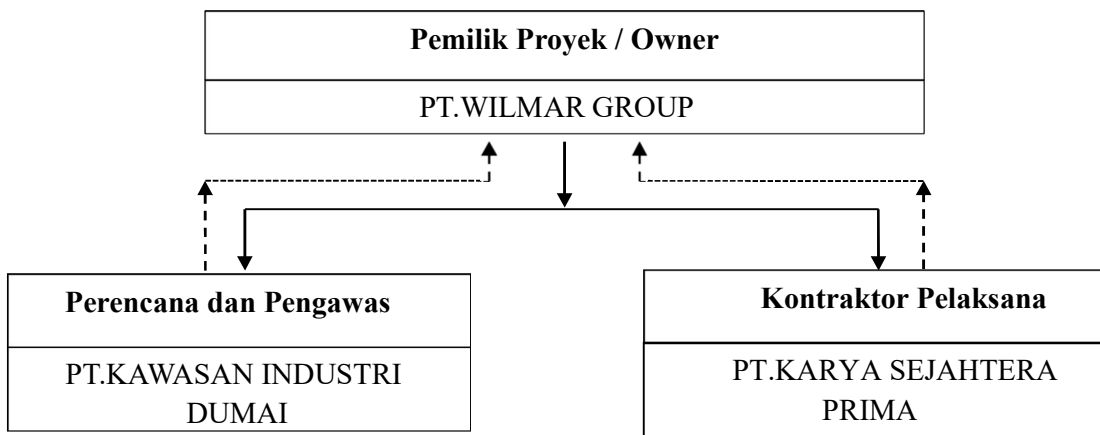 Pemilik Proyek / Owner
PT.WILMAR GROUP
Perencana dan Pengawas
PT.KAWASAN INDUSTRI
DUMAI
Kontraktor Pelaksana
PT.KARYA SEJAHTERA
PRIMA